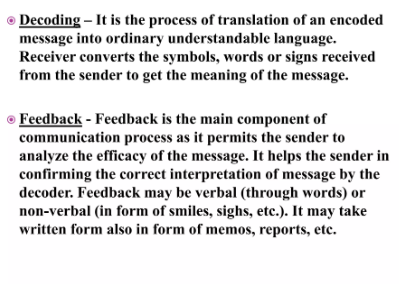 Decoding – It is the process of translation of an encoded
message into ordinary understandable language.
Receiver converts the symbols, words or signs received
from the sender to get the meaning of the message.
Feedback - Feedback is the main component of
communication process as it permits the sender to
analyze the efficacy of the message. It helps the sender in
confirming the correct interpretation of message by the
decoder. Feedback may be verbal (through words) or
non-verbal (in form of smiles, sighs, etc.). It may take
written form also in form of memos, reports, etc.